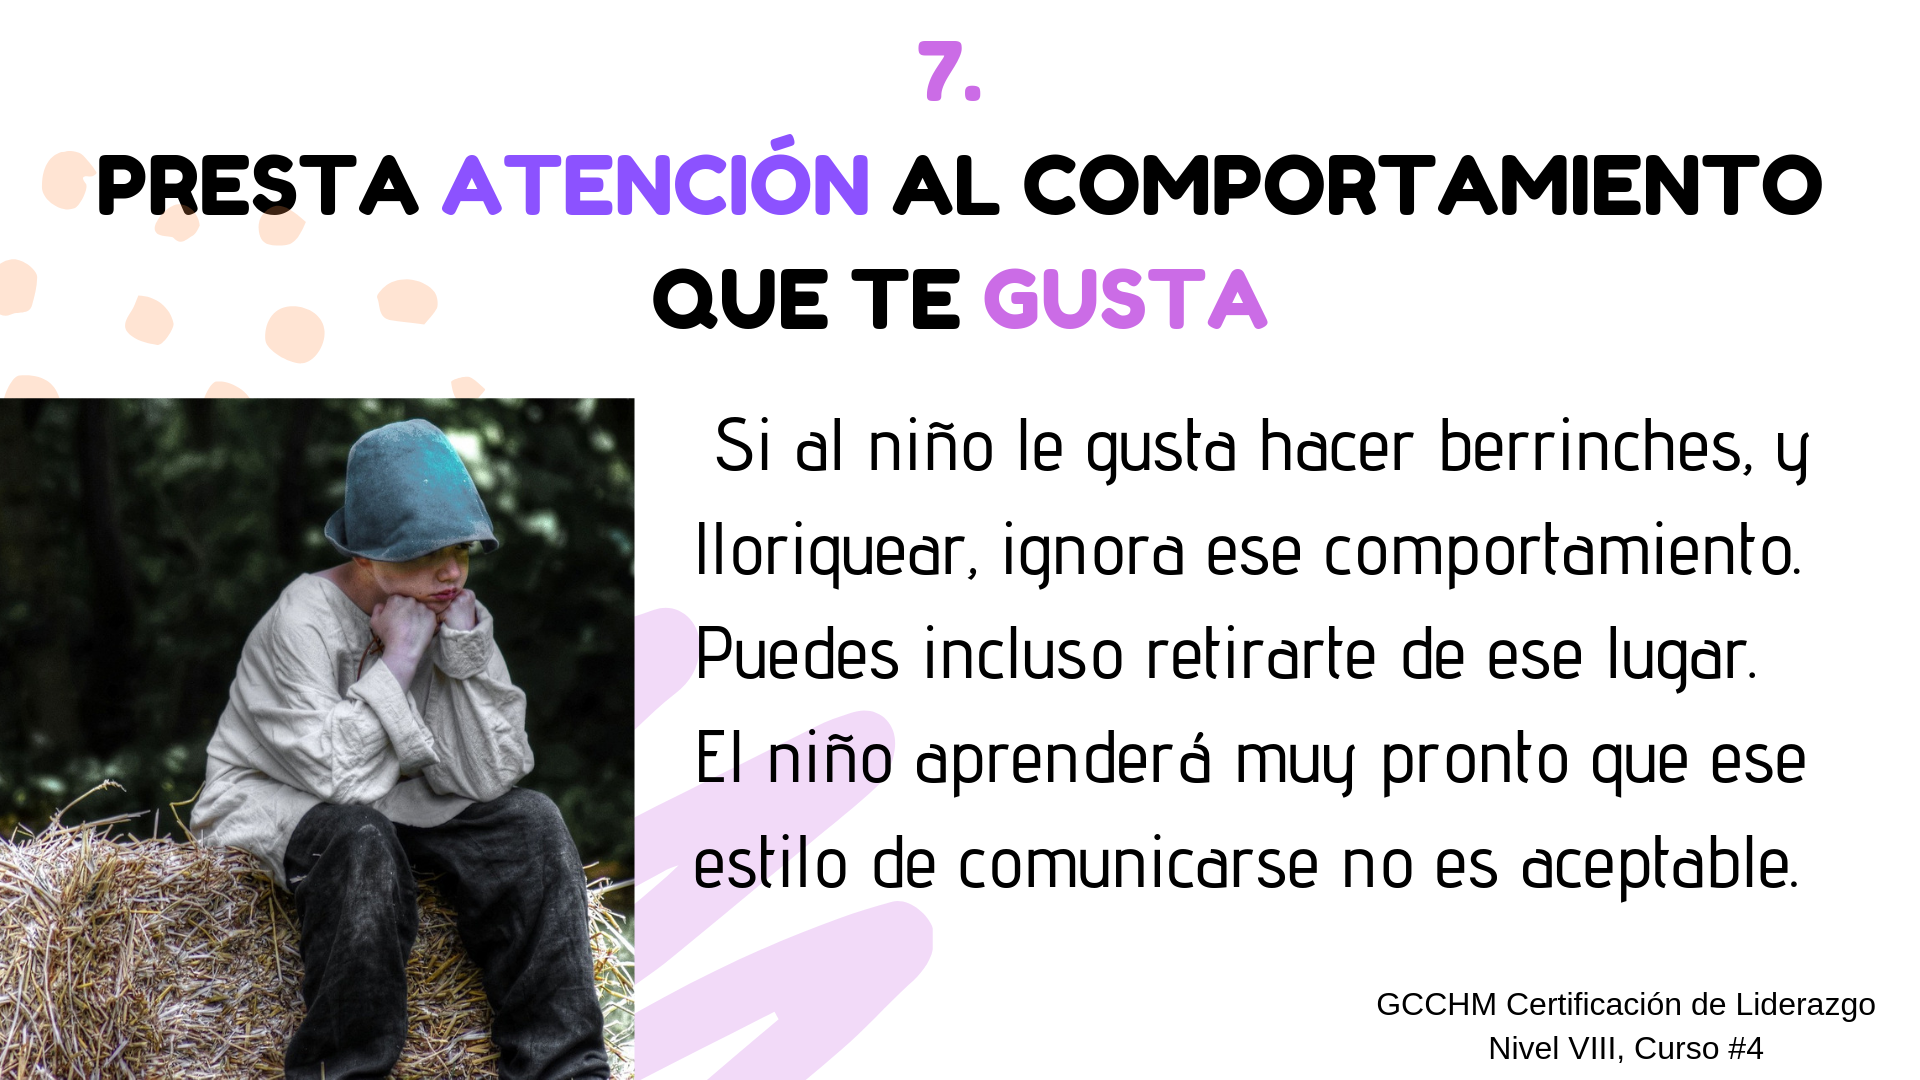 7.
PRESTA ATENCIÓN AL COMPORTAMIENTO
QUE TE GUSTA
Si al niño le gusta hacer berrinches, y
lloriquear, ignora ese comportamiento.
Puedes incluso retirarte de ese lugar.
El niño aprenderá muy pronto que ese
estilo de comunicarse no es aceptable.
GCCHM Certificación de Liderazgo
Nivel VIII, Curso #4